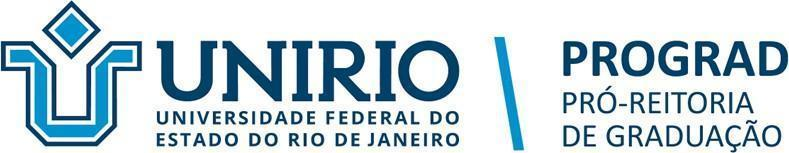 UNIRIO
UNIVERSIDADE FEDERAL DO
ESTADO DO RIO DE JANEIRO
PROGRAD
PRÓ-REITORIA
DE GRADUAÇÃO